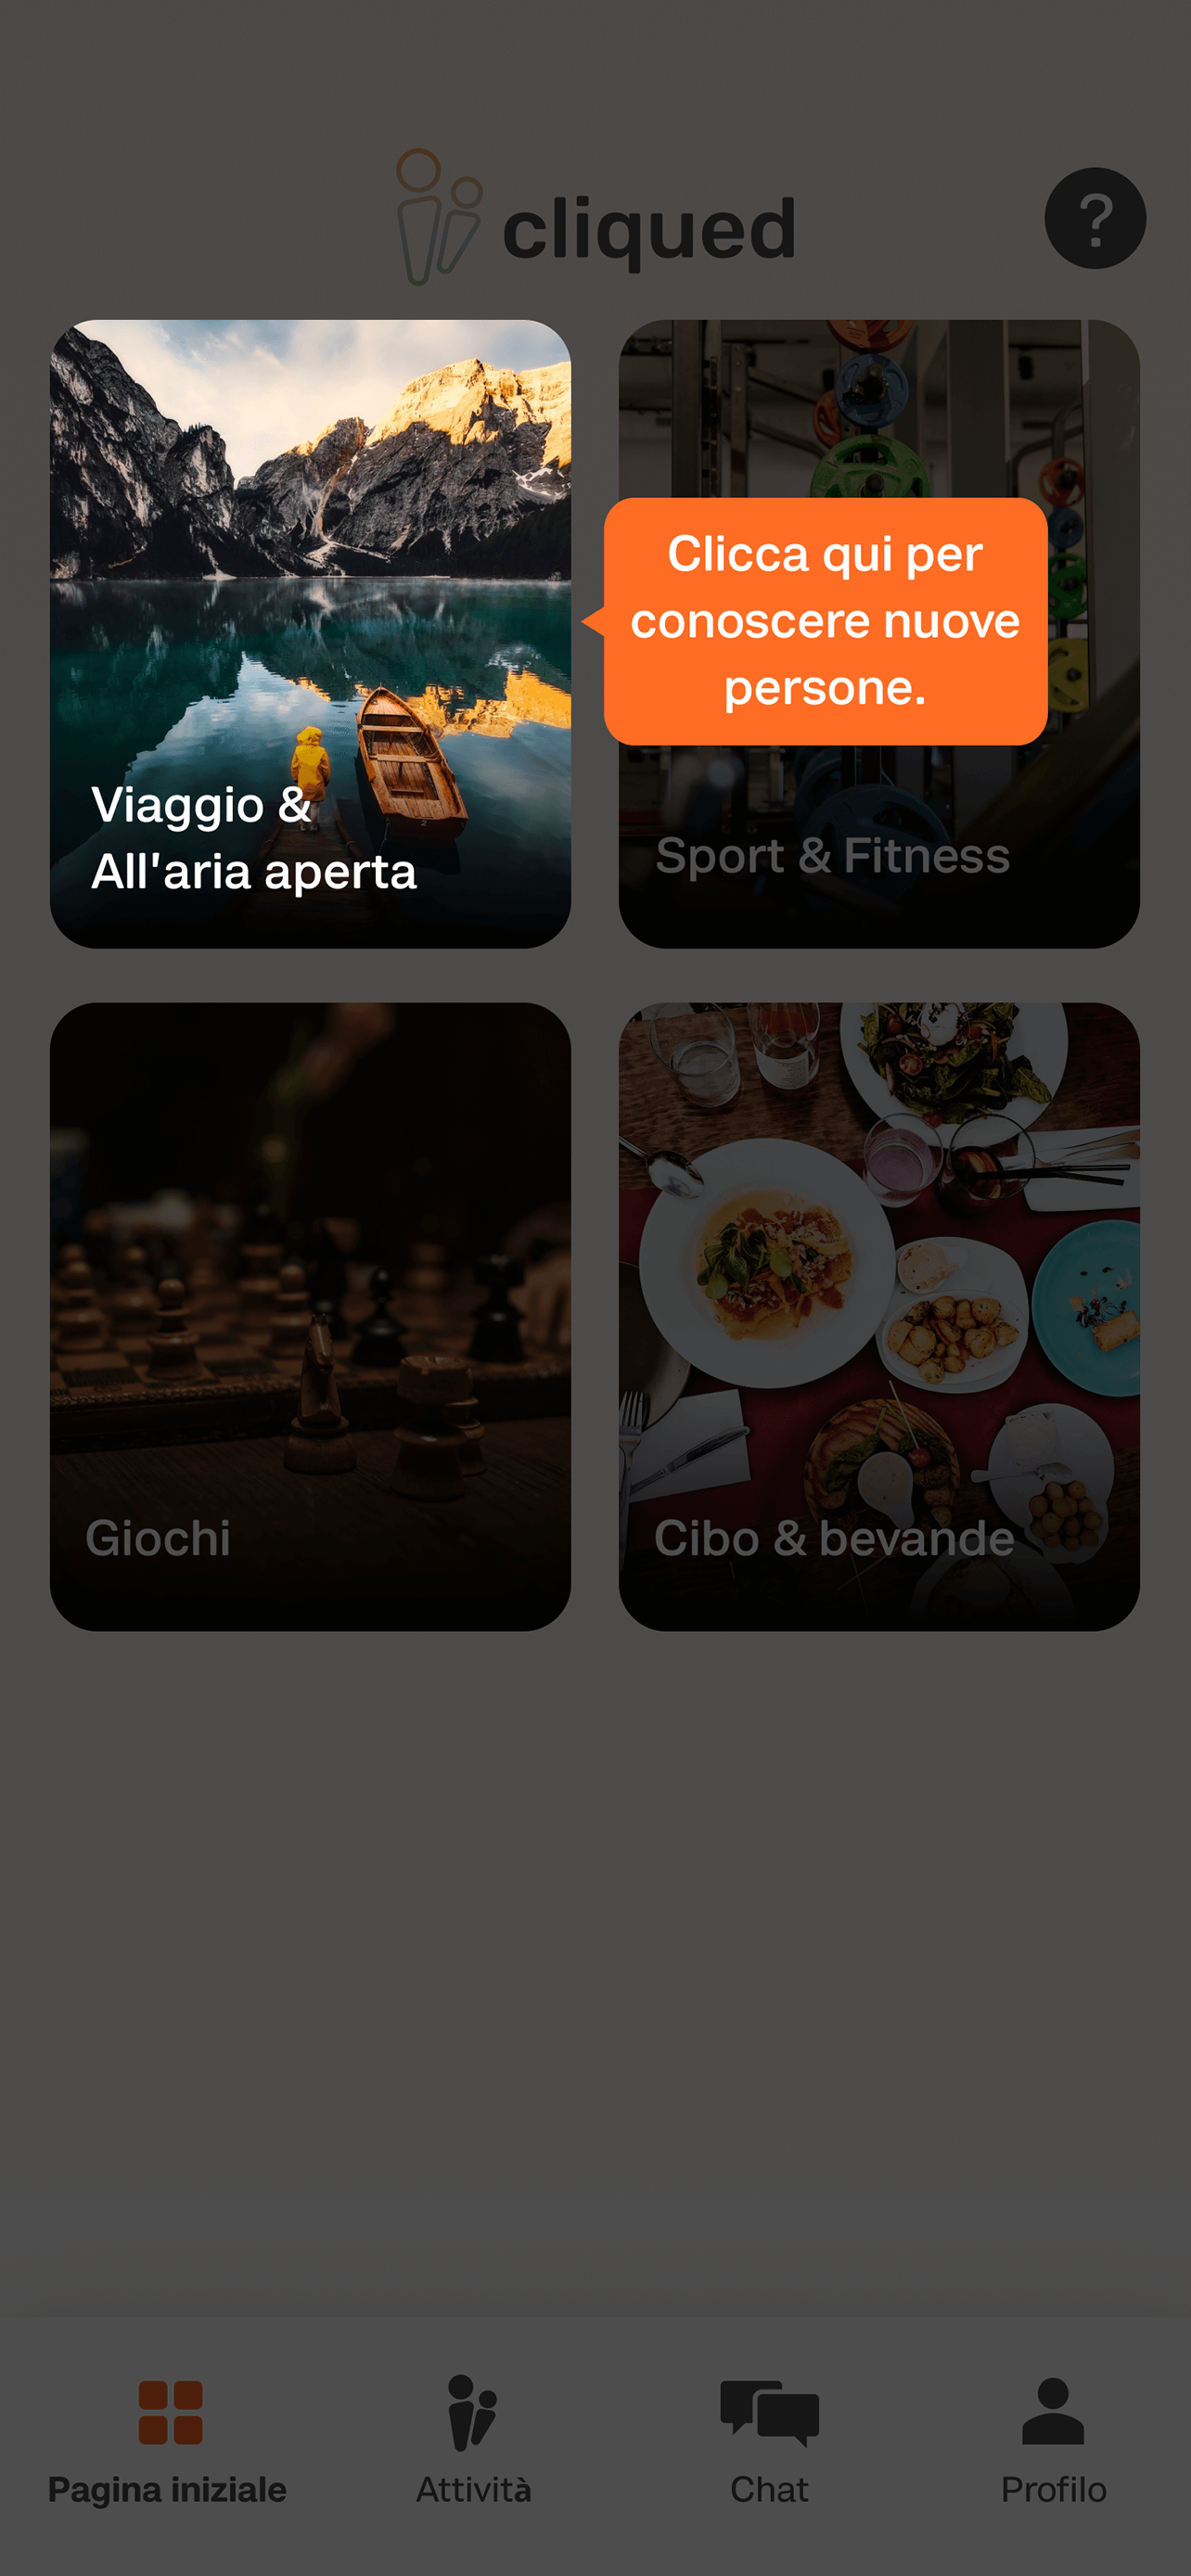 cliqued
?
Clicca qui per
conoscere nuove
persone.
Viaggio &
All'aria aperta
Sport & Fitness
Giochi
Cibo & bevande
Pagina iniziale
Attività
Chat
Profilo